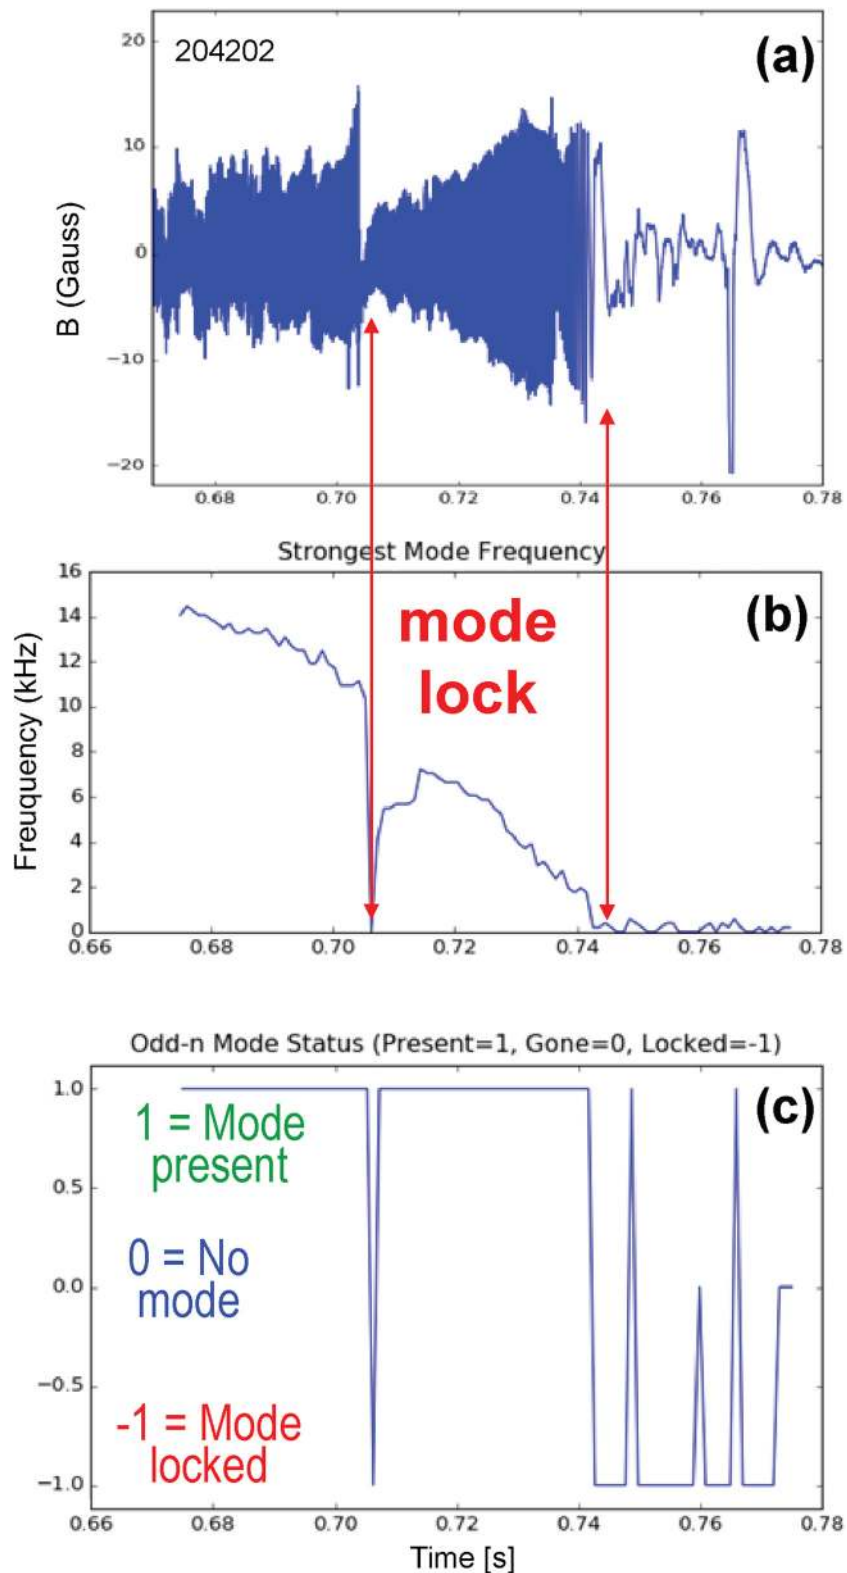 204202
(a)
20
10
0
−10
−20
B (Gauss)
0.68 0.70 0.72 0.74 0.76 0.78
Strongest Mode Frequency
16
14
12
10
8
6
4
2
0
Freuquency (kHz)
(b)
mode
lock
0.66 0.68 0.70 0.72 0.74 0.76 0.78
Odd-n Mode Status (Present=1, Gone=0, Locked=-1)
1.0
0.5
0.0
−0.5
−1.0
(c)
1 = Mode
present
0 = No
mode
-1 = Mode
locked
0.66 0.68 0.70 0.72 0.74 0.76 0.78
Time [s]